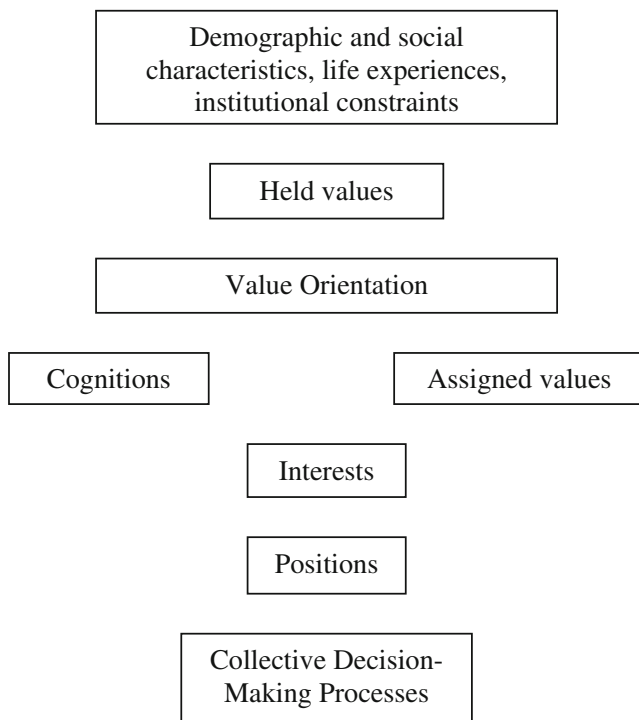 Demographic and social
characteristics, life experiences,
institutional constraints
Held values
Value Orientation
Cognitions
Assigned values
Interests
Positions
Collective Decision-
Making Processes